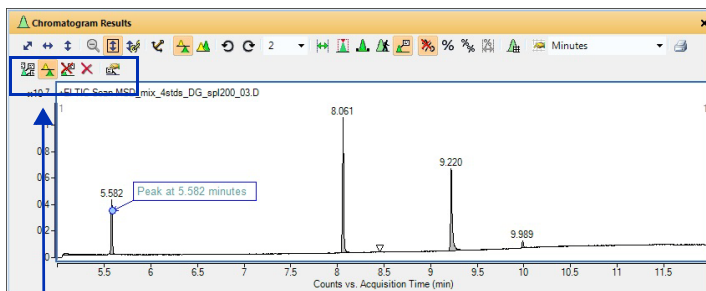 Chromatogram Results
2
Minutes
x10 7 +EI TIC Scan MSD_mix_4stds_DG_spl200_03.D
1 1
8.061
9.220
0.8
0.6
5.582
Peak at 5.582 minutes
0.4
0.2
9.989
0
5.5 6 6.5 7 7.5 8 8.5 9 9.5 10 10.5 11 11.5
Counts vs. Acquisition Time (min)